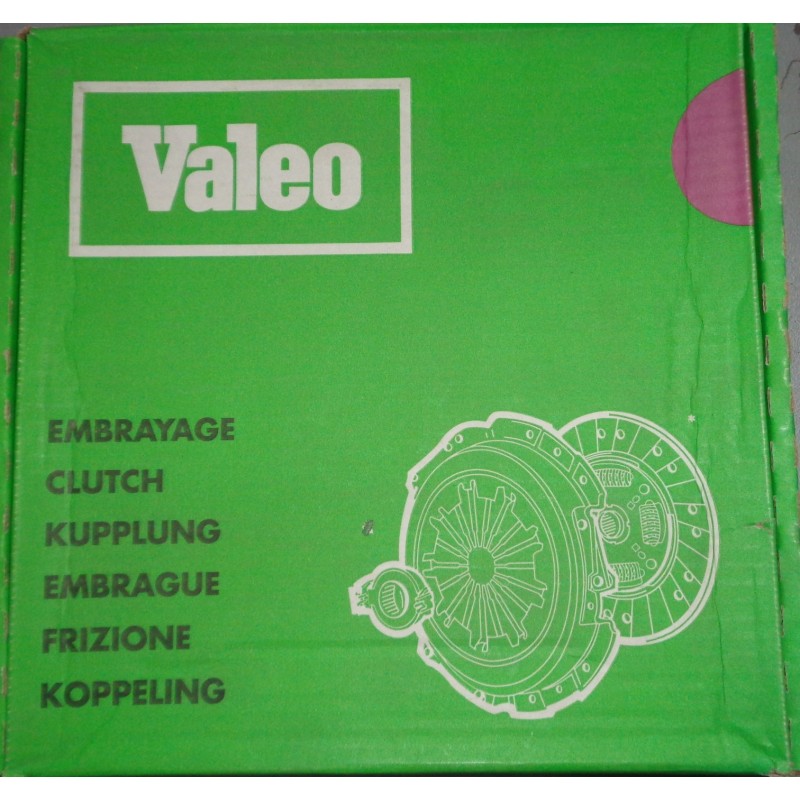 Valeo
EMBRAYAGE
CLUTCH
KUPPLUNG
EMBRAGUE
FRIZIONE
KOPPELING